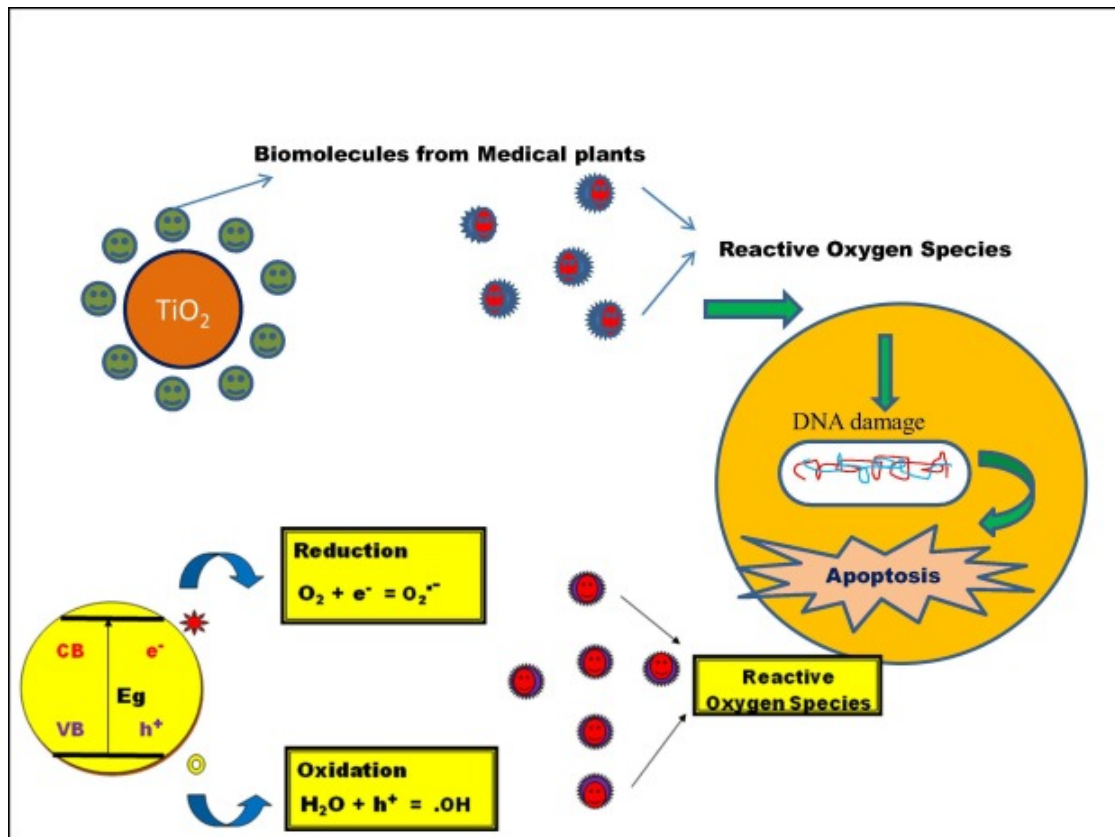 Biomolecules from Medical plants
TiO₂
Reactive Oxygen Species
DNA damage
Apoptosis
Reduction
O₂ + e⁻ = O₂•⁻
CB e⁻
Eg
VB h⁺
Reactive
Oxygen Species
Oxidation
H₂O + h⁺ = .OH